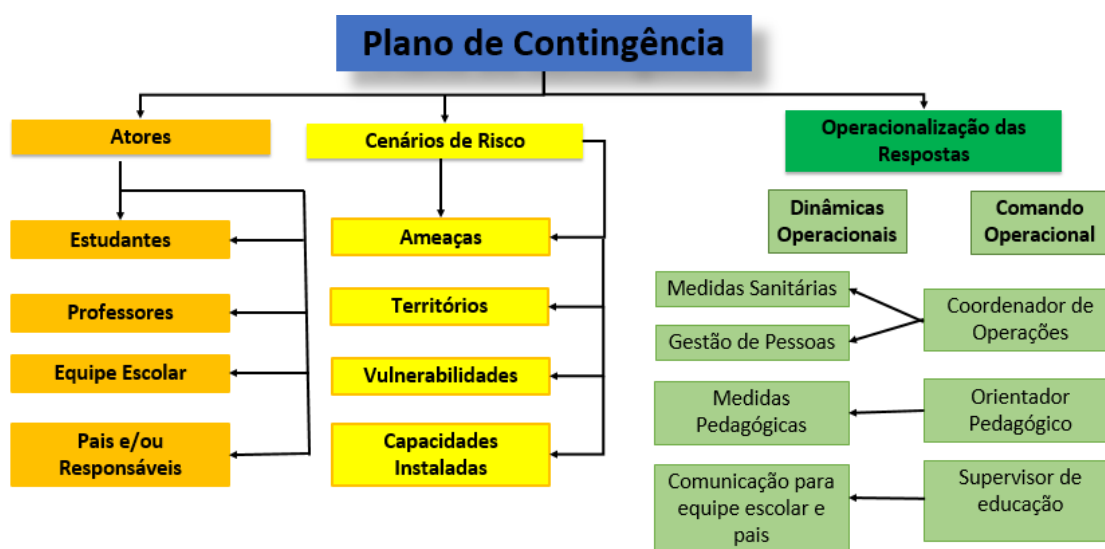 Plano de Contingência
Atores
Estudantes
Professores
Equipe Escolar
Pais e/ou
Responsáveis
Cenários de Risco
Ameaças
Territórios
Vulnerabilidades
Capacidades
Instaladas
Operacionalização das
Respostas
Dinâmicas
Operacionais
Medidas Sanitárias
Gestão de Pessoas
Medidas
Pedagógicas
Comunicação para
equipe escolar e
pais
Comando
Operacional
Coordenador de
Operações
Orientador
Pedagógico
Supervisor de
educação